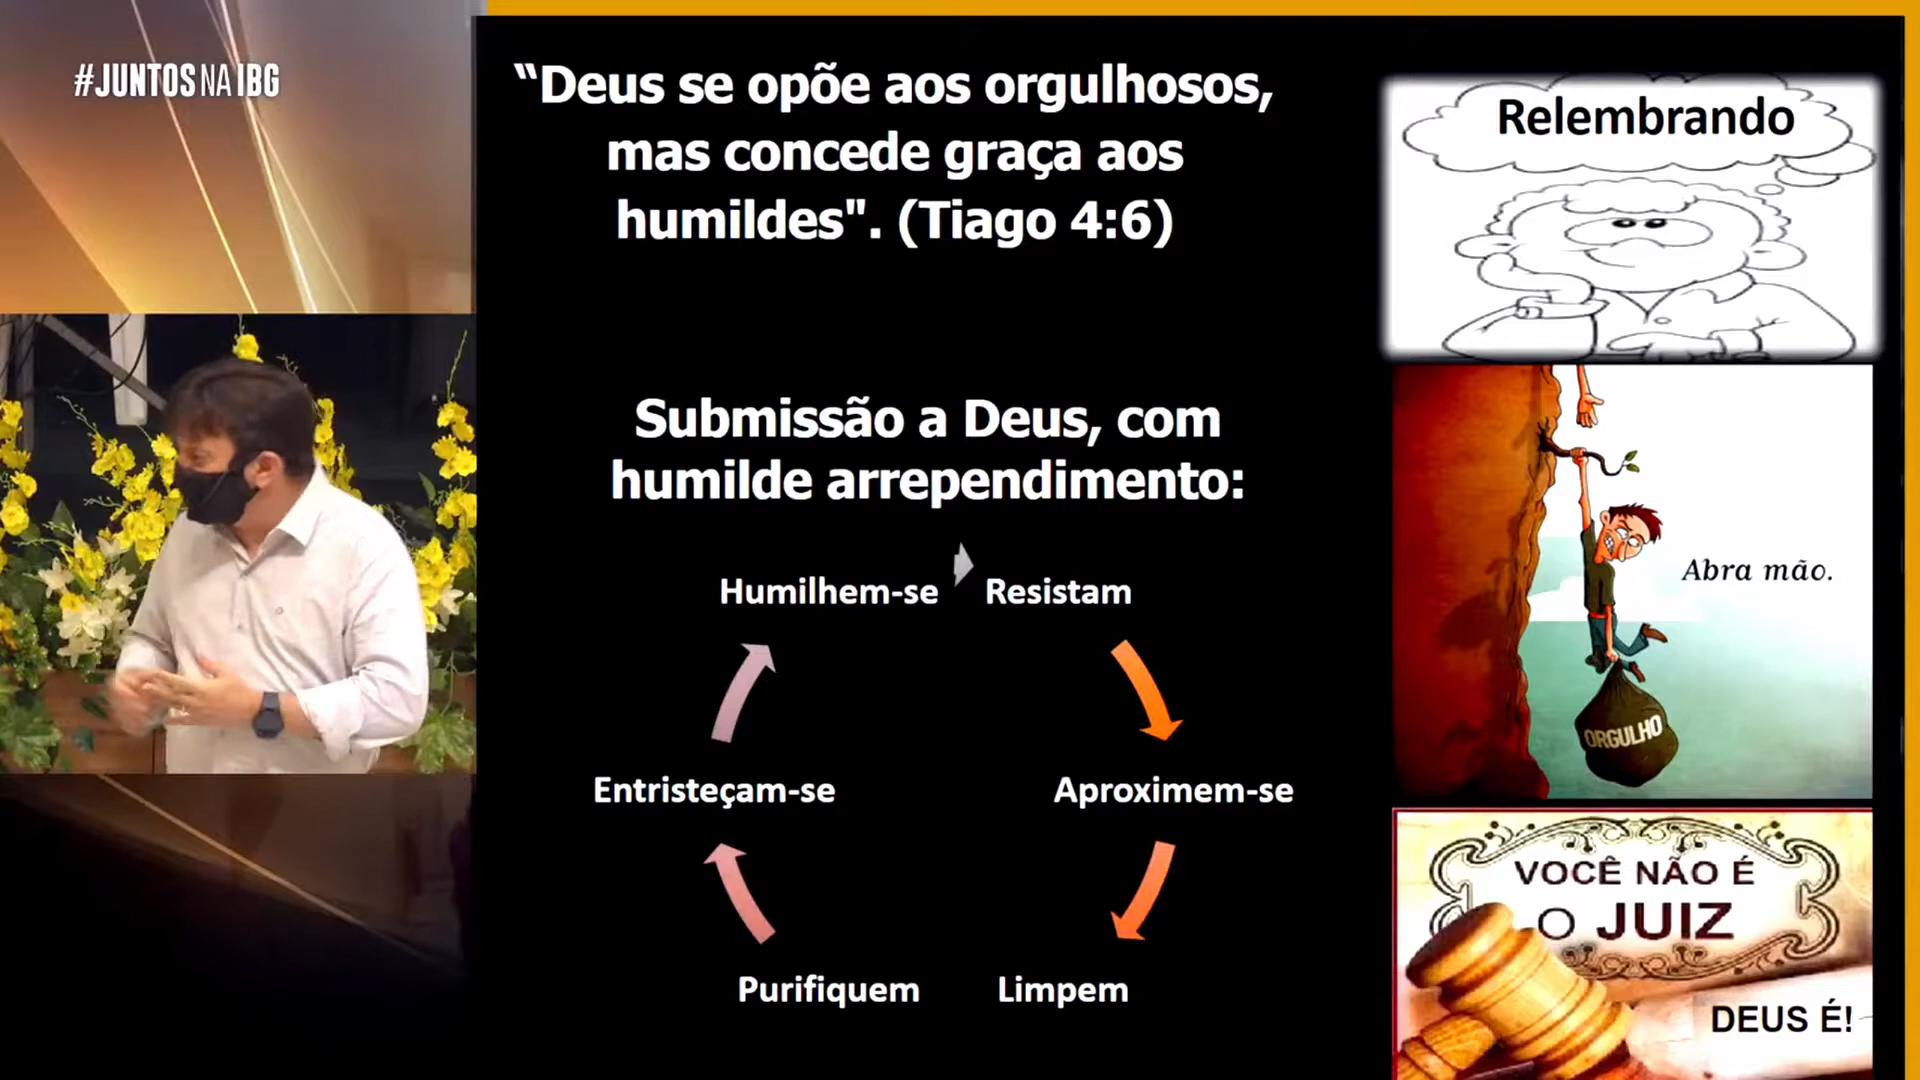 #JUNTOSNAIBG
“Deus se opõe aos orgulhosos,
mas concede graça aos
humildes". (Tiago 4:6)
Submissão a Deus, com
humilde arrependimento:
Humilhem-se
Resistam
Entristeçam-se
Aproximem-se
Purifiquem
Limpem
Relembrando
Abra mão.
ORGULHO
VOCÊ NÃO É
O JUIZ
DEUS É!